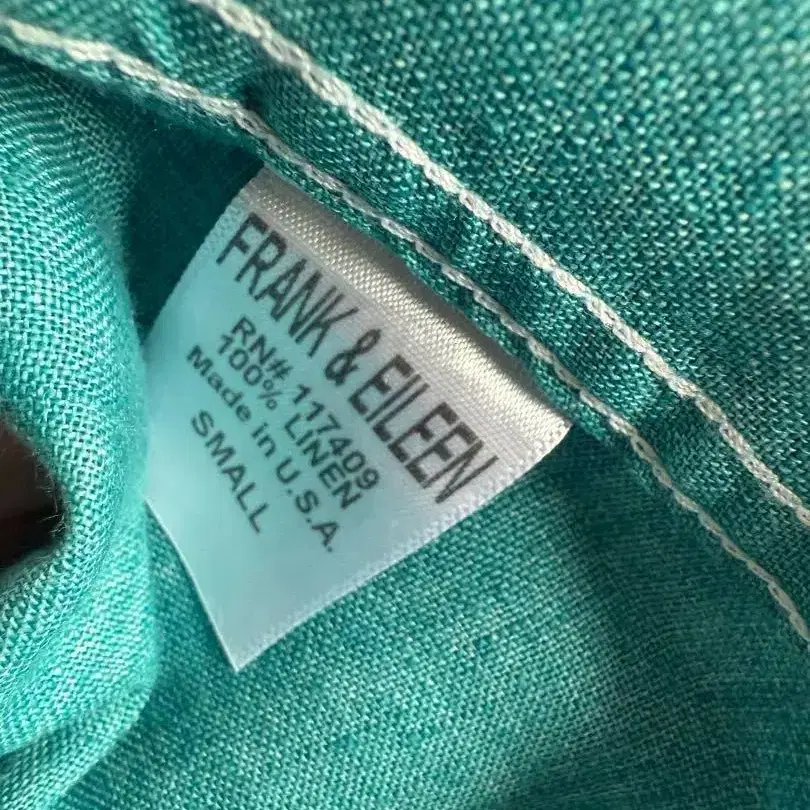 FRANK & EILEEN
RN# 117409
100% LINEN
Made in U.S.A.
SMALL